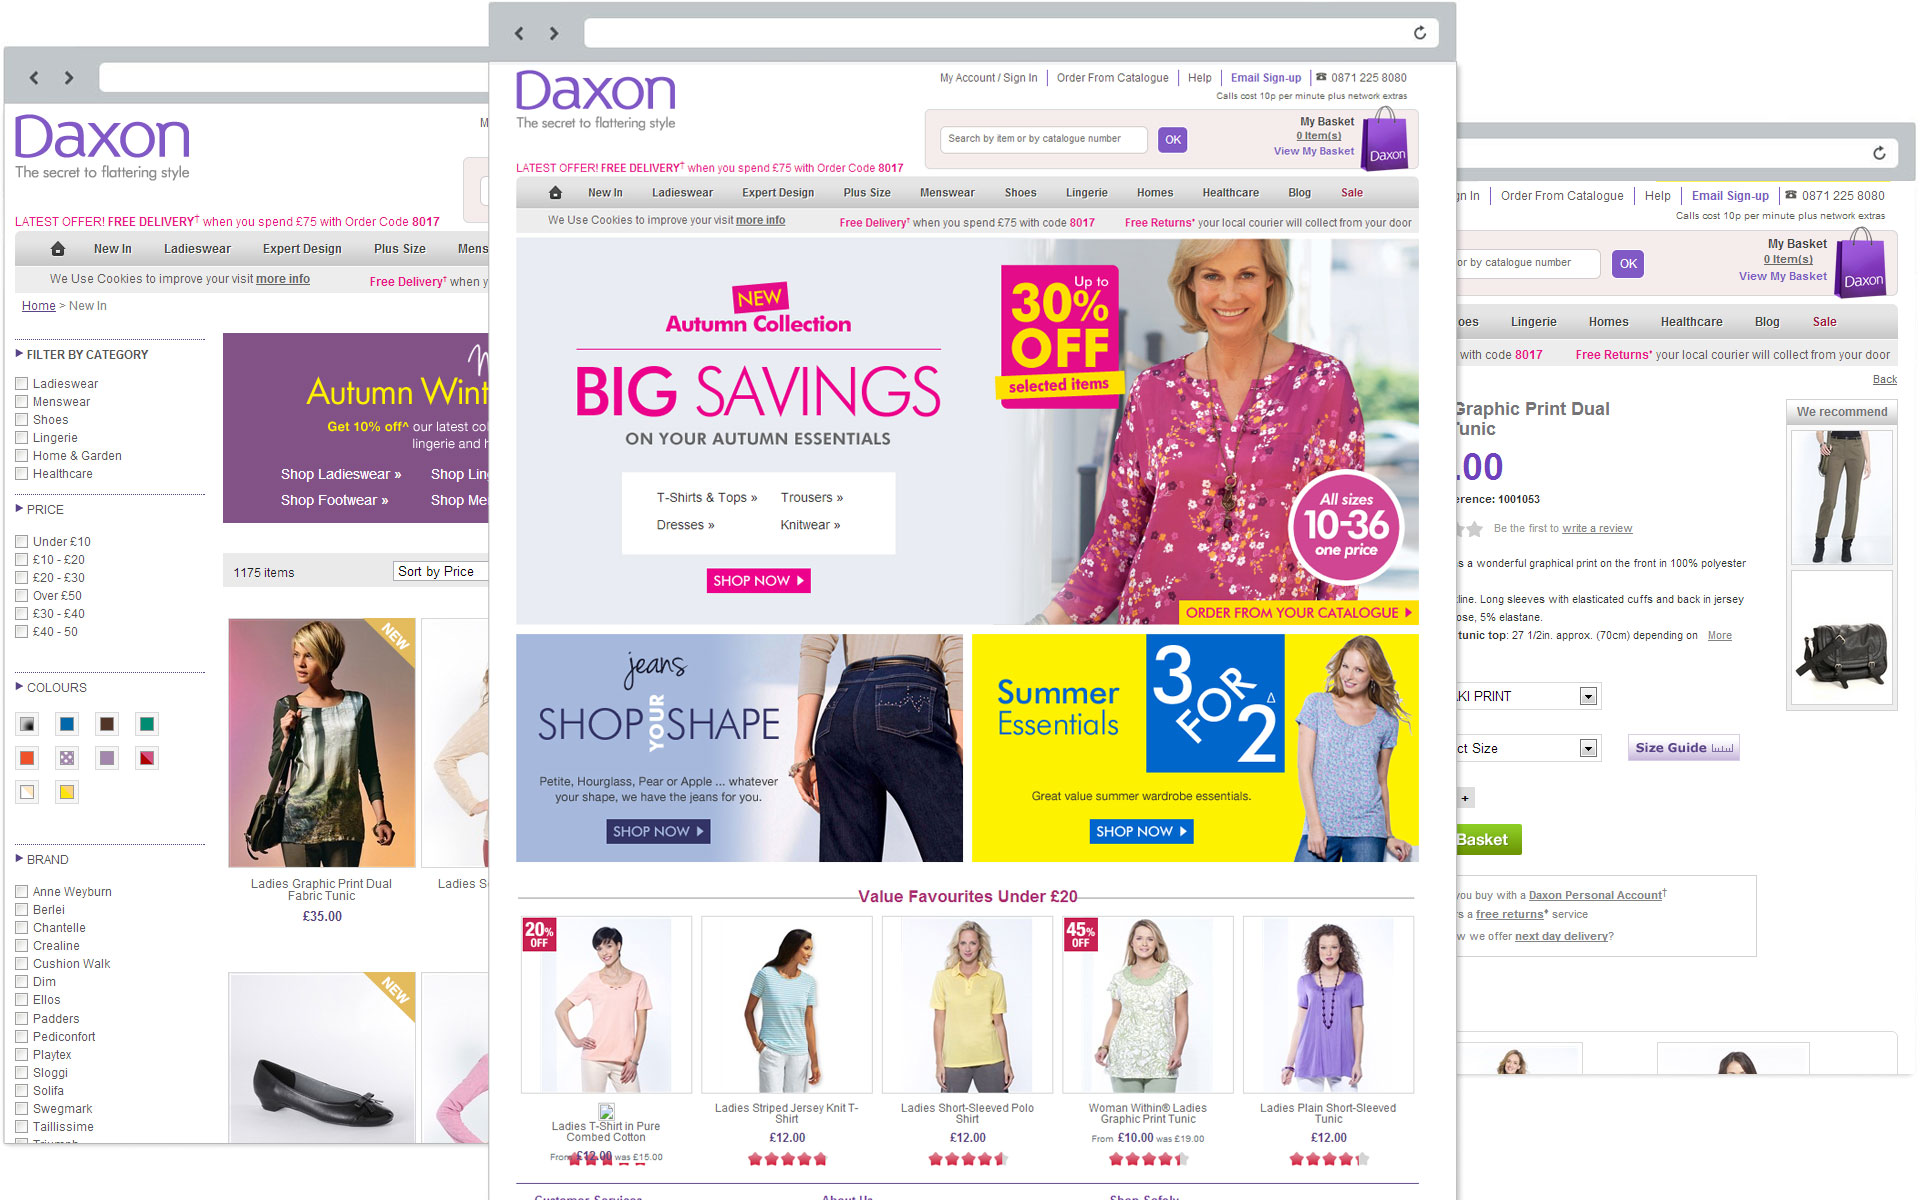 Daxon
The secret to flattering style
LATEST OFFER! FREE DELIVERY† when you spend £75 with Order Code 8017
New In Ladieswear Expert Design Plus Size Mens
We Use Cookies to improve your visit more info
Free Delivery† when y
Home > New In
FILTER BY CATEGORY
Ladieswear
Menswear
Shoes
Lingerie
Home & Garden
Healthcare
PRICE
Under £10
£10 - £20
£20 - £30
Over £50
£30 - £40
£40 - 50
COLOURS
BRAND
Anne Weyburn
Berlei
Chantelle
Crealine
Cushion Walk
Dim
Ellos
Padders
Pediconfort
Playtex
Sloggi
Solifa
Swegmark
Taillissime
Triumph
Autumn Wint
Get 10% off^ our latest col
lingerie and h
Shop Ladieswear » Shop Lin
Shop Footwear » Shop Me
1175 items
Sort by Price
NEW
Ladies Graphic Print Dual
Fabric Tunic
£35.00
Ladies S
NEW
Daxon
The secret to flattering style
My Account / Sign In Order From Catalogue Help Email Sign-up 0871 225 8080
Calls cost 10p per minute plus network extras
Search by item or by catalogue number
OK
My Basket
0 Item(s)
View My Basket
Daxon
LATEST OFFER! FREE DELIVERY† when you spend £75 with Order Code 8017
New In Ladieswear Expert Design Plus Size Menswear Shoes Lingerie Homes Healthcare Blog Sale
We Use Cookies to improve your visit more info
Free Delivery† when you spend £75 with code 8017
Free Returns* your local courier will collect from your door
NEW
Autumn Collection
BIG SAVINGS
ON YOUR AUTUMN ESSENTIALS
T-Shirts & Tops » Trousers »
Dresses » Knitwear »
SHOP NOW
Up to
30%
OFF
selected items
All sizes
10-36
one price
ORDER FROM YOUR CATALOGUE
jeans
SHOP YOUR SHAPE
Petite, Hourglass, Pear or Apple ... whatever
your shape, we have the jeans for you.
SHOP NOW
Summer
Essentials
3 FOR 2
Great value summer wardrobe essentials.
SHOP NOW
Value Favourites Under £20
20%
OFF
Ladies T-Shirt in Pure
Combed Cotton
From £12.00 was £15.00
Ladies Striped Jersey Knit T-
Shirt
£12.00
Ladies Short-Sleeved Polo
Shirt
£12.00
45%
OFF
Woman Within® Ladies
Graphic Print Tunic
From £10.00 was £19.00
Ladies Plain Short-Sleeved
Tunic
£12.00
Customer Services About Us Shop Safely
gn In Order From Catalogue Help Email Sign-up 0871 225 8080
Calls cost 10p per minute plus network extras
or by catalogue number
OK
My Basket
0 Item(s)
View My Basket
Daxon
oes Lingerie Homes Healthcare Blog Sale
with code 8017
Free Returns* your local courier will collect from your door
Back
Graphic Print Dual
Tunic
.00
erence: 1001053
Be the first to write a review
s a wonderful graphical print on the front in 100% polyester
line. Long sleeves with elasticated cuffs and back in jersey
ose, 5% elastane.
tunic top: 27 1/2in. approx. (70cm) depending on More
AKI PRINT
ct Size
Size Guide
+
Basket
you buy with a Daxon Personal Account†
s a free returns* service
w we offer next day delivery?
We recommend